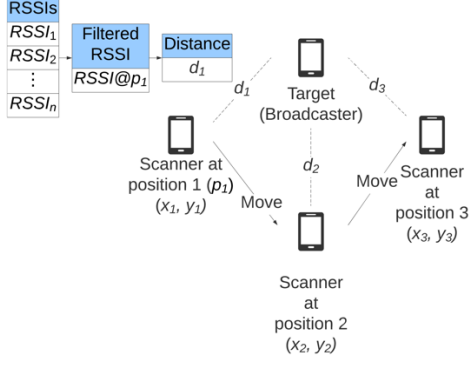 RSSIs
RSSI₁
RSSI₂
⋮
RSSIₙ
Filtered
RSSI
RSSI@p₁
Distance
d₁
d₁
Target
(Broadcaster)
d₃
d₂
Scanner at
position 1 (p₁)
(x₁, y₁)
Move
Move
Scanner
at
position 3
(x₃, y₃)
Scanner
at
position 2
(x₂, y₂)